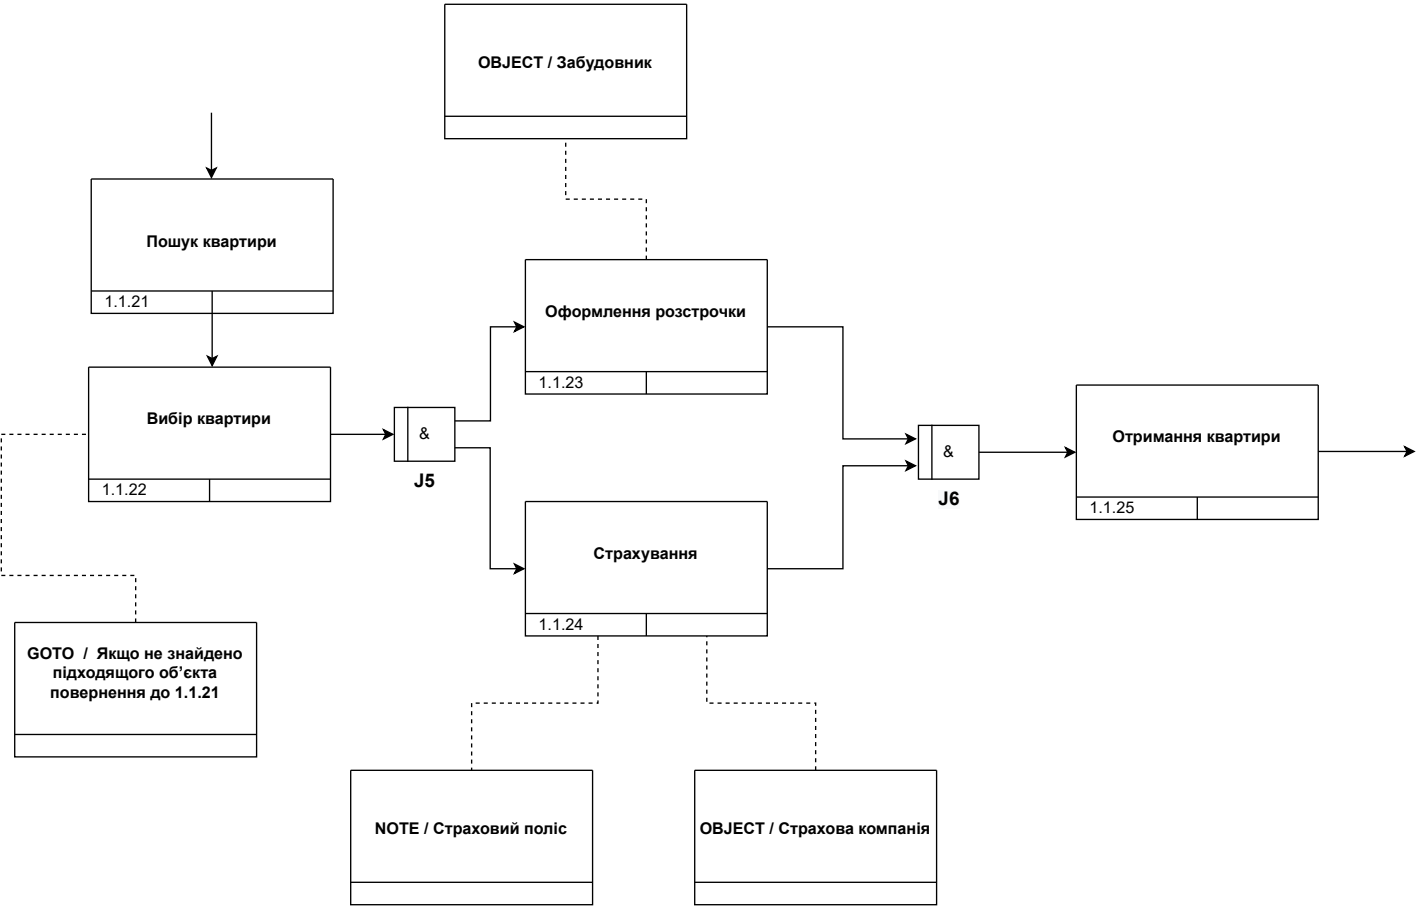 OBJECT / Забудовник
Пошук квартири
1.1.21
Оформлення розстрочки
1.1.23
Вибір квартири
1.1.22
&
J5
&
J6
Отримання квартири
1.1.25
Страхування
1.1.24
GOTO / Якщо не знайдено
підходящого об’єкта
повернення до 1.1.21
NOTE / Страховий поліс
OBJECT / Страхова компанія